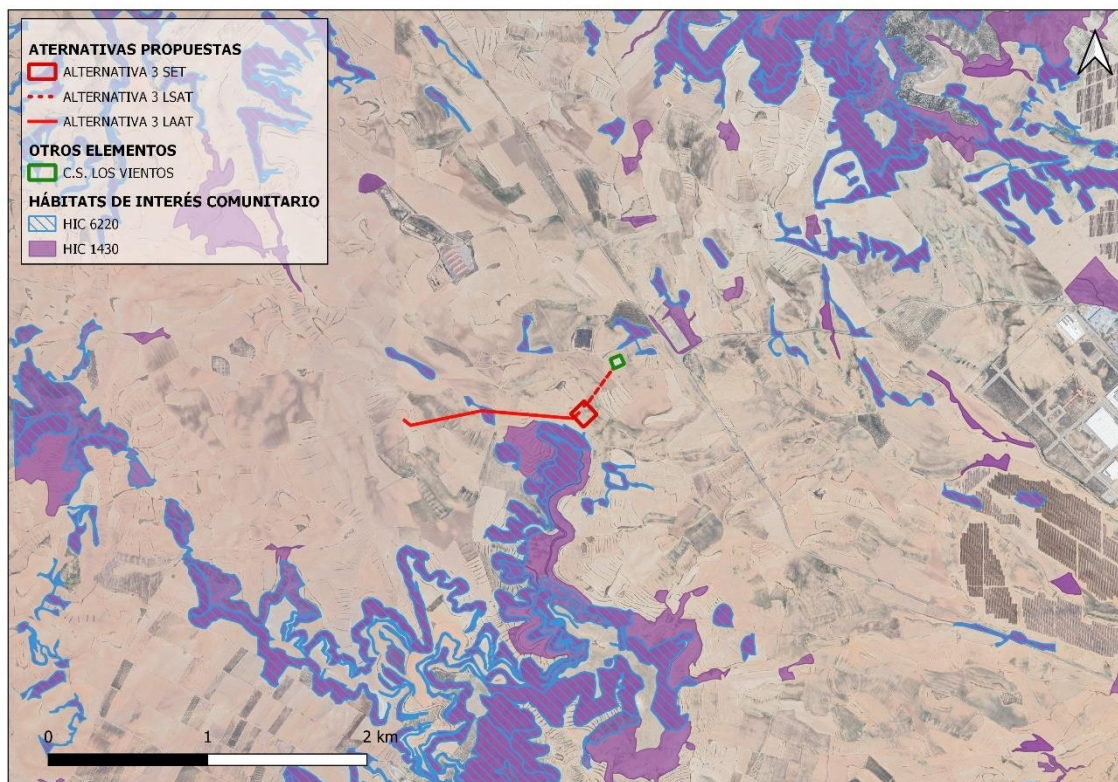 ATERNATIVAS PROPUESTAS
ALTERNATIVA 3 SET
ALTERNATIVA 3 LSAT
ALTERNATIVA 3 LAAT
OTROS ELEMENTOS
C.S. LOS VIENTOS
HÁBITATS DE INTERÉS COMUNITARIO
HIC 6220
HIC 1430
0 1 2 km